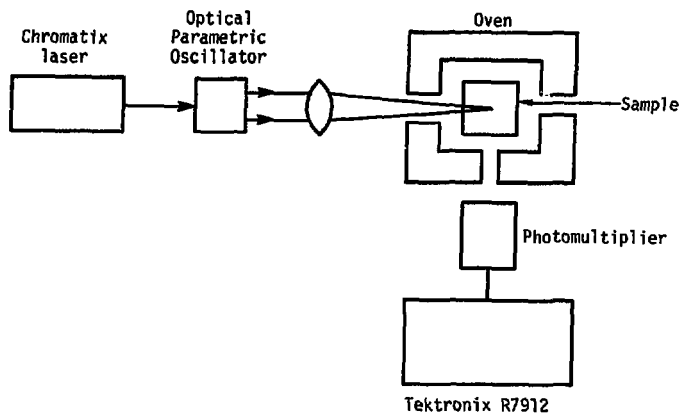 Chromatix
laser
Optical
Parametric
Oscillator
Oven
Sample
Photomultiplier
Tektronix R7912